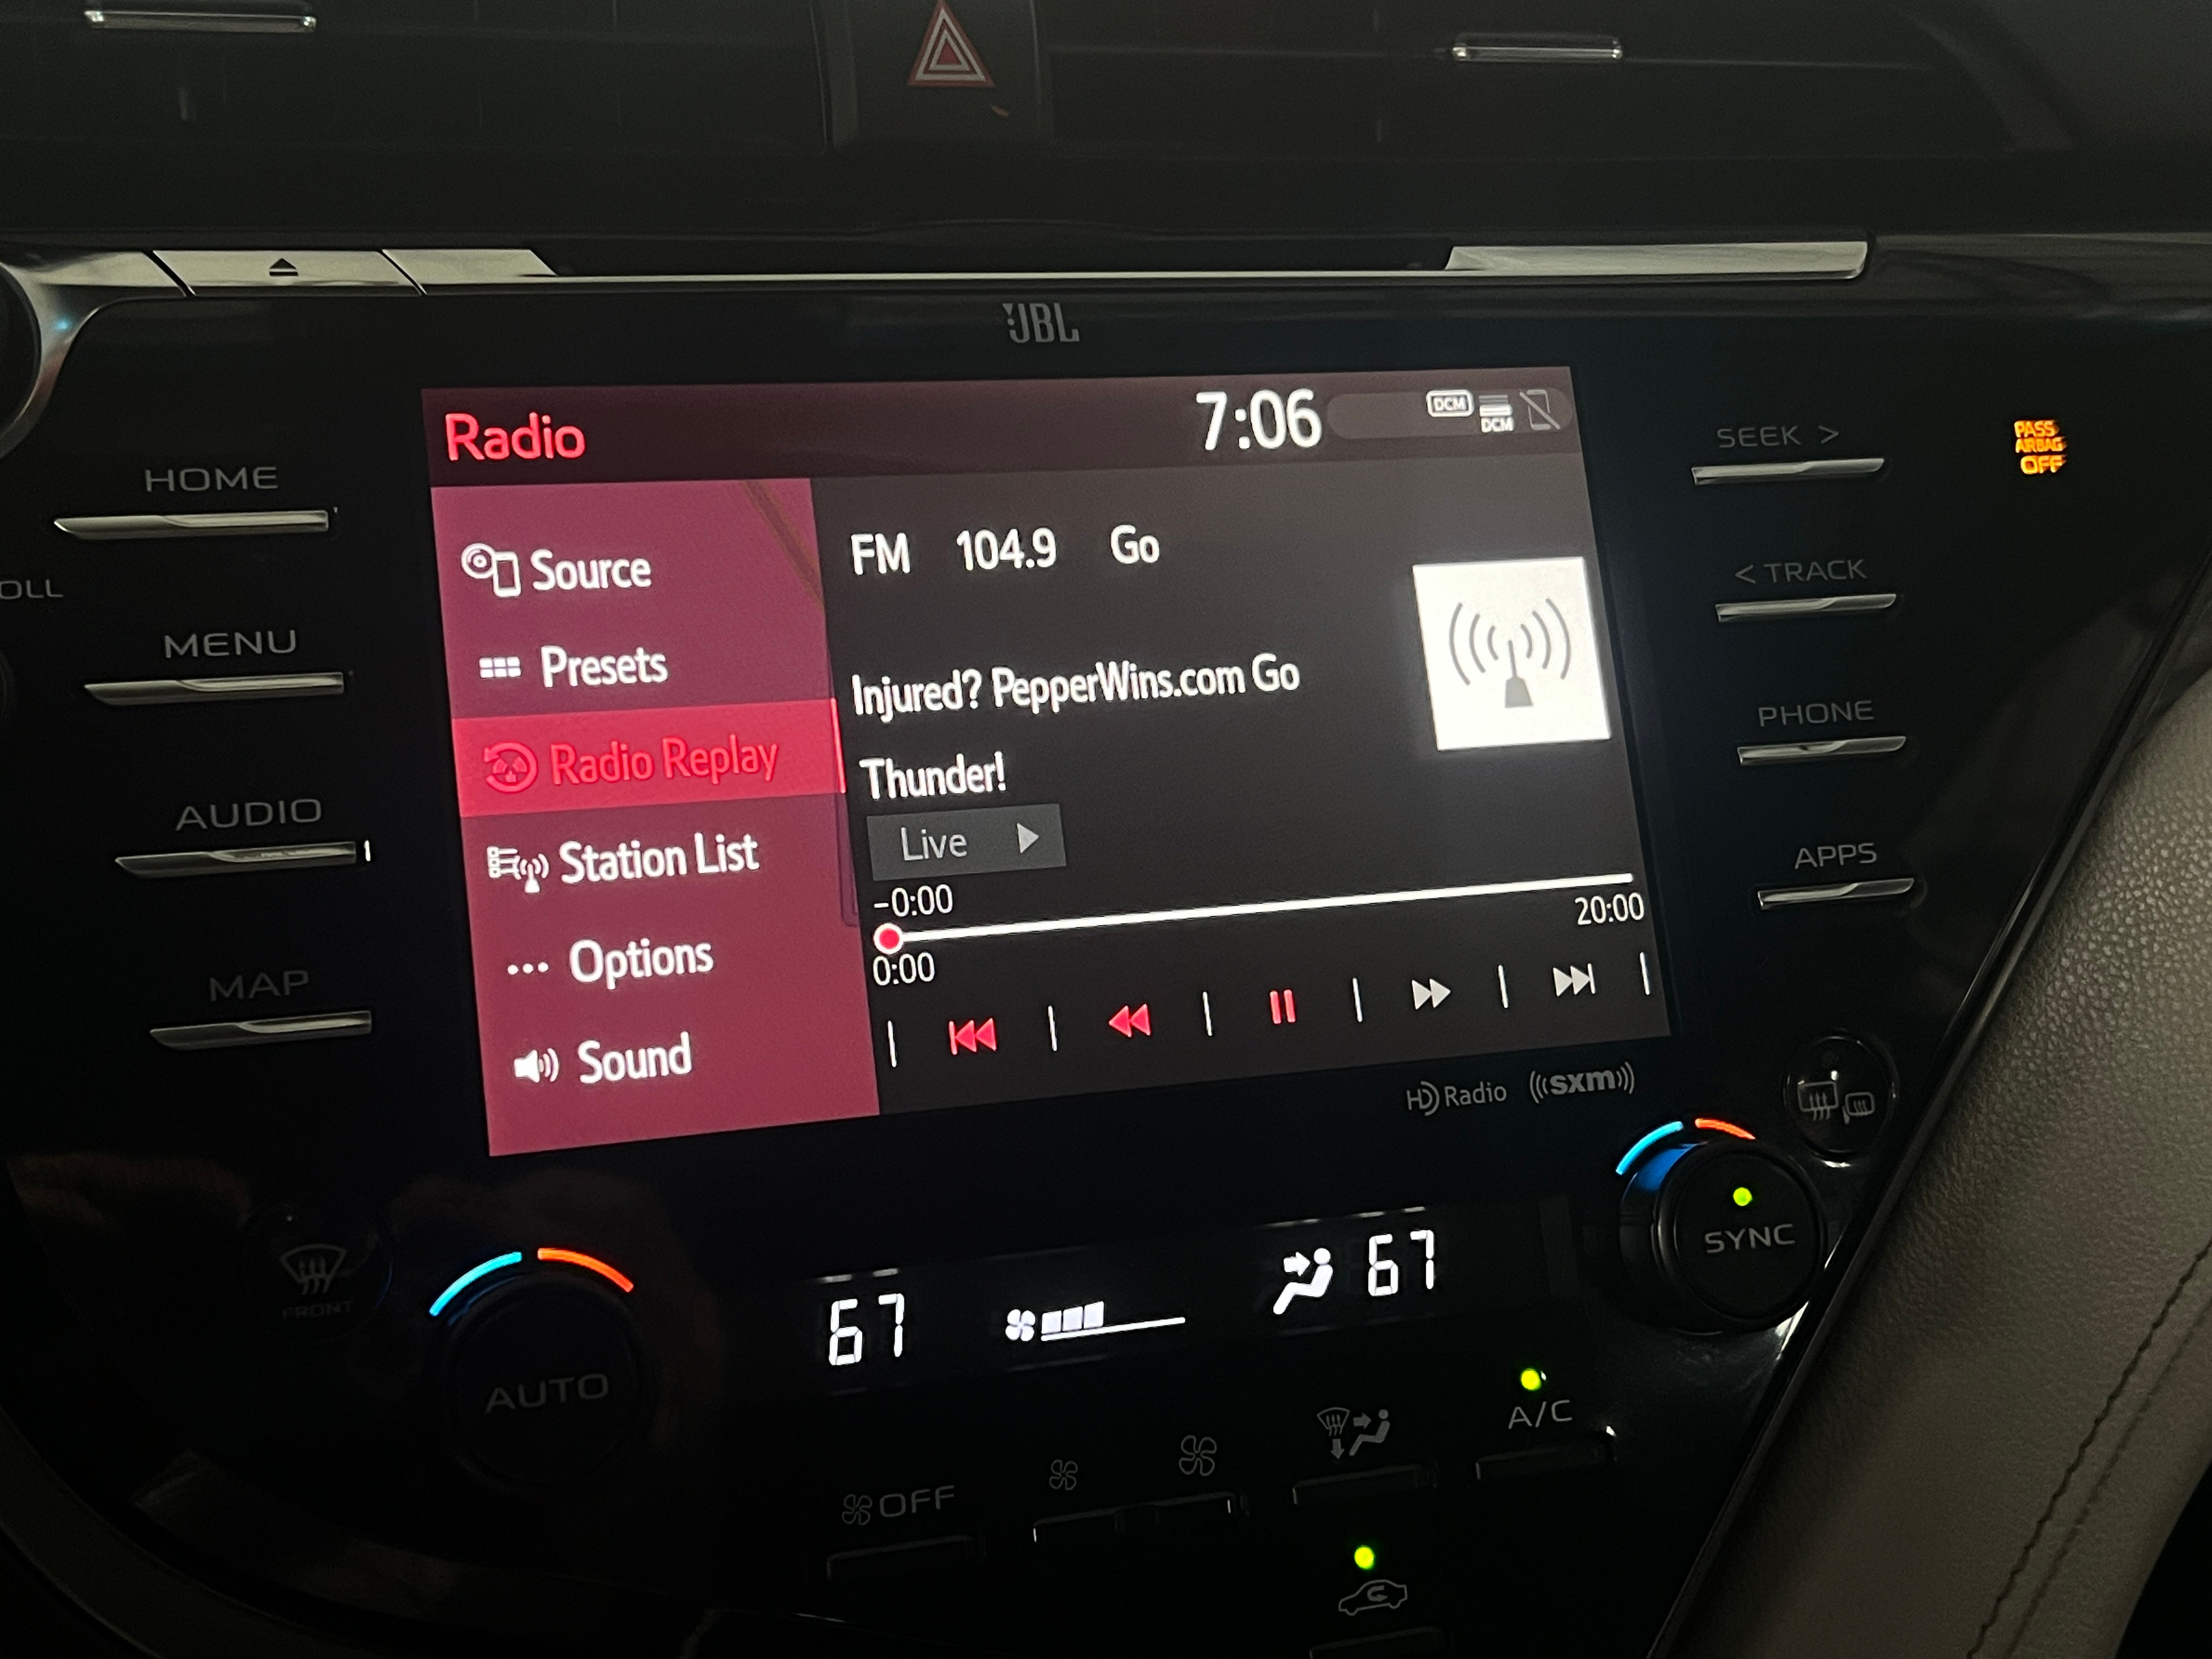 JBL
Radio
7:06
DCM
DCM
HOME
OLL
MENU
AUDIO
MAP
Source
Presets
Radio Replay
Station List
Options
Sound
FM 104.9 Go
Injured? PepperWins.com Go
Thunder!
Live
-0:00
20:00
0:00
SEEK >
< TRACK
PHONE
APPS
PASS
AIRBAG
OFF
HD Radio
((sxm))
FRONT
AUTO
67
67
SYNC
OFF
A/C